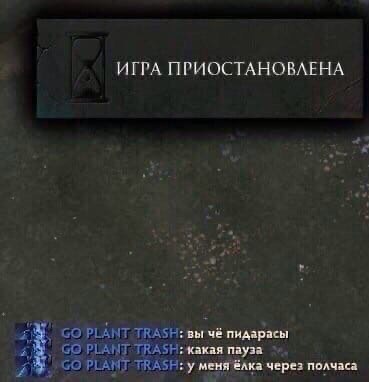 ИГРА ПРИОСТАНОВЛЕНА
GO PLANT TRASH: вы чё пидарасы
GO PLANT TRASH: какая пауза
GO PLANT TRASH: у меня ёлка через полчаса